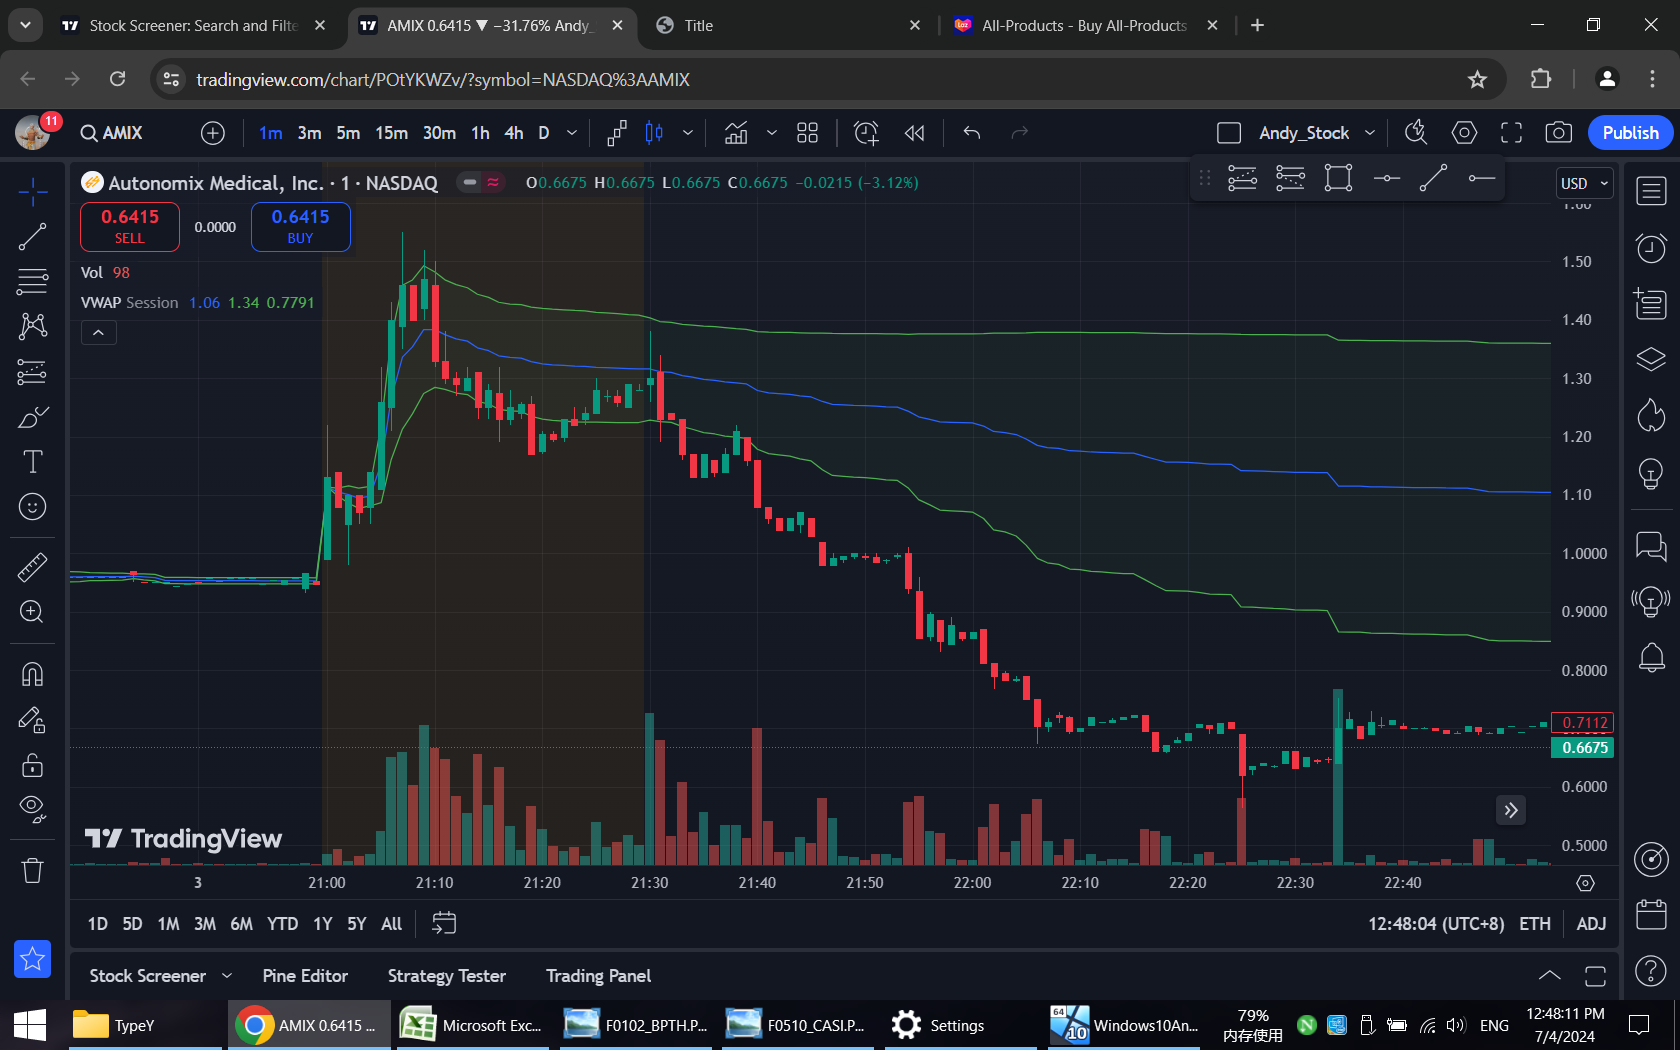 Stock Screener: Search and Filte
AMIX 0.6415 ▼ −31.76% Andy_
Title
Laz
All-Products - Buy All-Products
tradingview.com/chart/POtYKWZv/?symbol=NASDAQ%3AAMIX
11
AMIX
1m 3m 5m 15m 30m 1h 4h D
Andy_Stock
Publish
Autonomix Medical, Inc. · 1 · NASDAQ
O0.6675 H0.6675 L0.6675 C0.6675 −0.0215 (−3.12%)
USD
0.6415
SELL
0.0000
0.6415
BUY
Vol 98
VWAP Session 1.06 1.34 0.7791
1.60
1.50
1.40
1.30
1.20
1.10
1.0000
0.9000
0.8000
0.7112
0.6675
0.6000
0.5000
TradingView
3 21:00 21:10 21:20 21:30 21:40 21:50 22:00 22:10 22:20 22:30 22:40
1D 5D 1M 3M 6M YTD 1Y 5Y All
12:48:04 (UTC+8) ETH ADJ
Stock Screener Pine Editor Strategy Tester Trading Panel
TypeY
AMIX 0.6415 ...
Microsoft Exc...
F0102_BPTH.P...
F0510_CASI.P...
Settings
64
10
Windows10An...
79%
内存使用
N
ENG
12:48:11 PM
7/4/2024